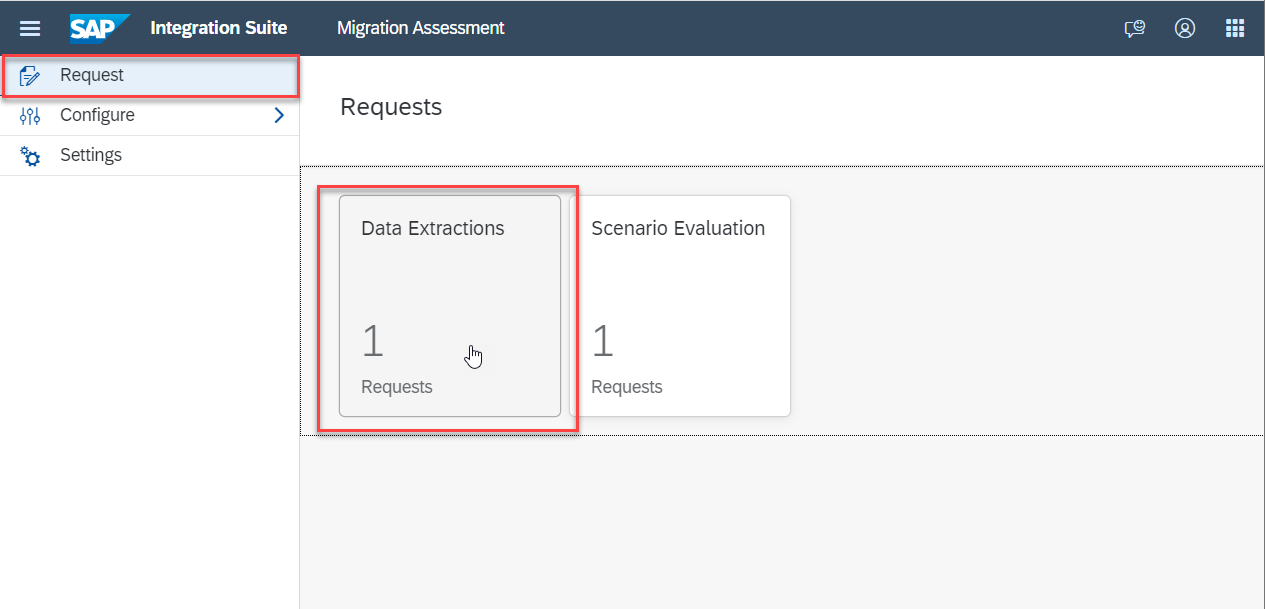 SAP Integration Suite Migration Assessment
Request
Configure
Settings
Requests
Data Extractions
1
Requests
Scenario Evaluation
1
Requests